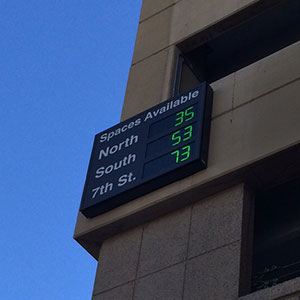 Spaces Available
North 35
South 53
7th St. 73